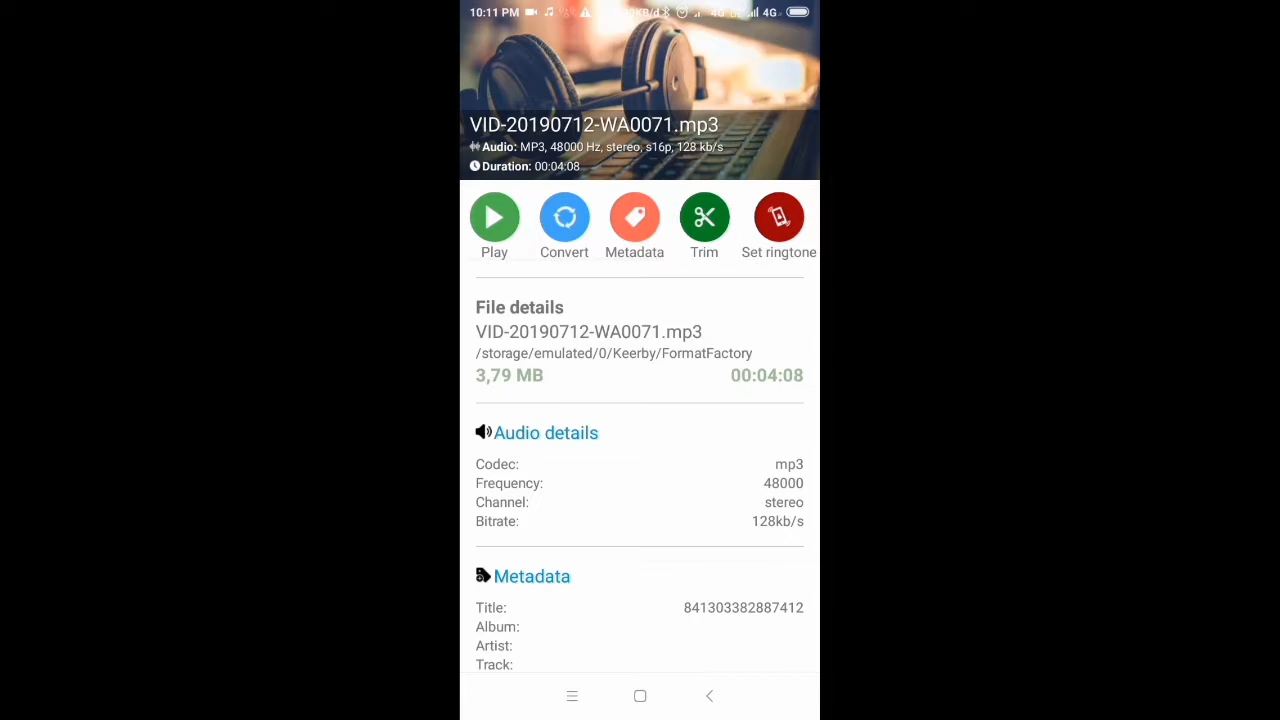 10:11 PM 4G 4G
VID-20190712-WA0071.mp3
Audio: MP3, 48000 Hz, stereo, s16p, 128 kb/s
Duration: 00:04:08
Play Convert Metadata Trim Set ringtone
File details
VID-20190712-WA0071.mp3
/storage/emulated/0/Keerby/FormatFactory
3,79 MB 00:04:08
Audio details
Codec: mp3
Frequency: 48000
Channel: stereo
Bitrate: 128kb/s
Metadata
Title: 841303382887412
Album:
Artist:
Track: